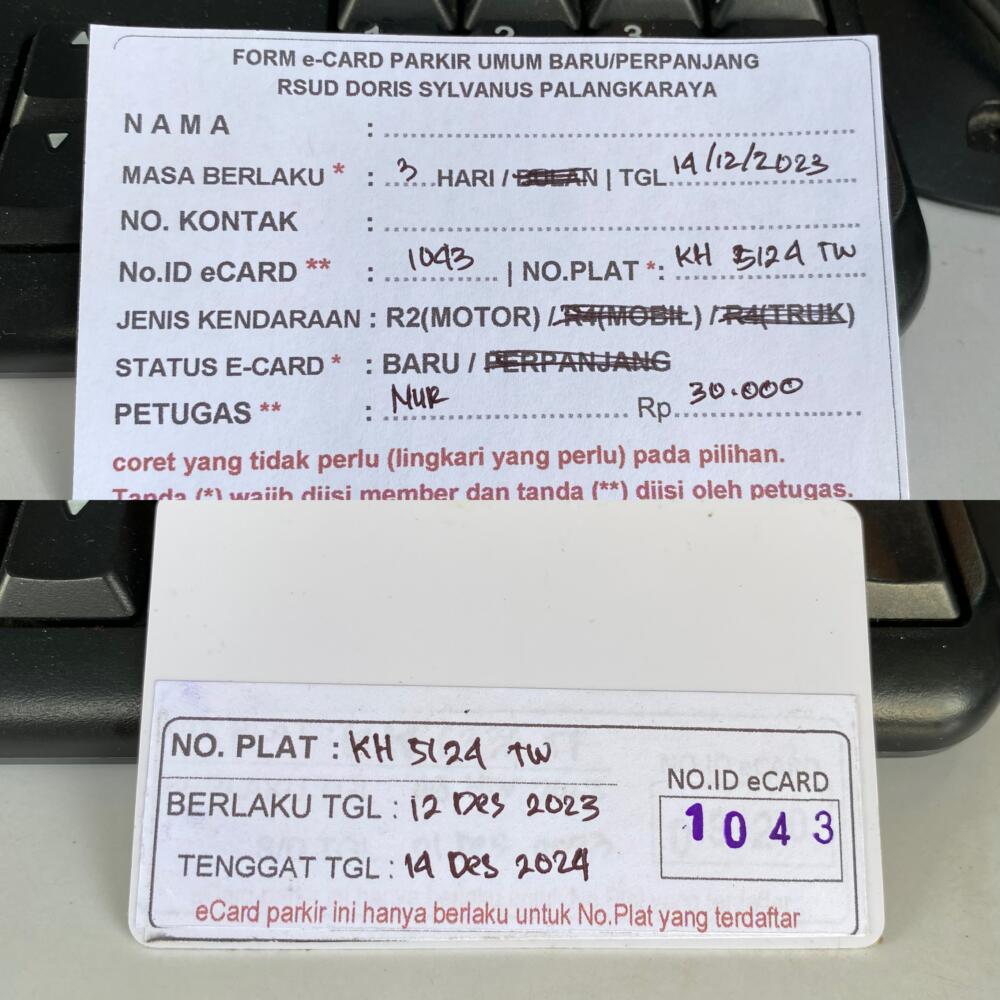 1 2 3
FORM e-CARD PARKIR UMUM BARU/PERPANJANG
RSUD DORIS SYLVANUS PALANGKARAYA
N A M A :
MASA BERLAKU * : 3 HARI / BULAN | TGL 14/12/2023
NO. KONTAK :
No.ID eCARD ** : 1043 | NO.PLAT *: KH 5124 TW
JENIS KENDARAAN : R2(MOTOR) / R4(MOBIL) / R4(TRUK)
STATUS E-CARD * : BARU / PERPANJANG
PETUGAS ** : NUR Rp. 30.000
coret yang tidak perlu (lingkari yang perlu) pada pilihan.
Tanda (*) wajib diisi member dan tanda (**) diisi oleh petugas.
NO. PLAT : KH 5124 TW
BERLAKU TGL : 12 Des 2023
TENGGAT TGL : 14 Des 2024
NO.ID eCARD
1043
eCard parkir ini hanya berlaku untuk No.Plat yang terdaftar